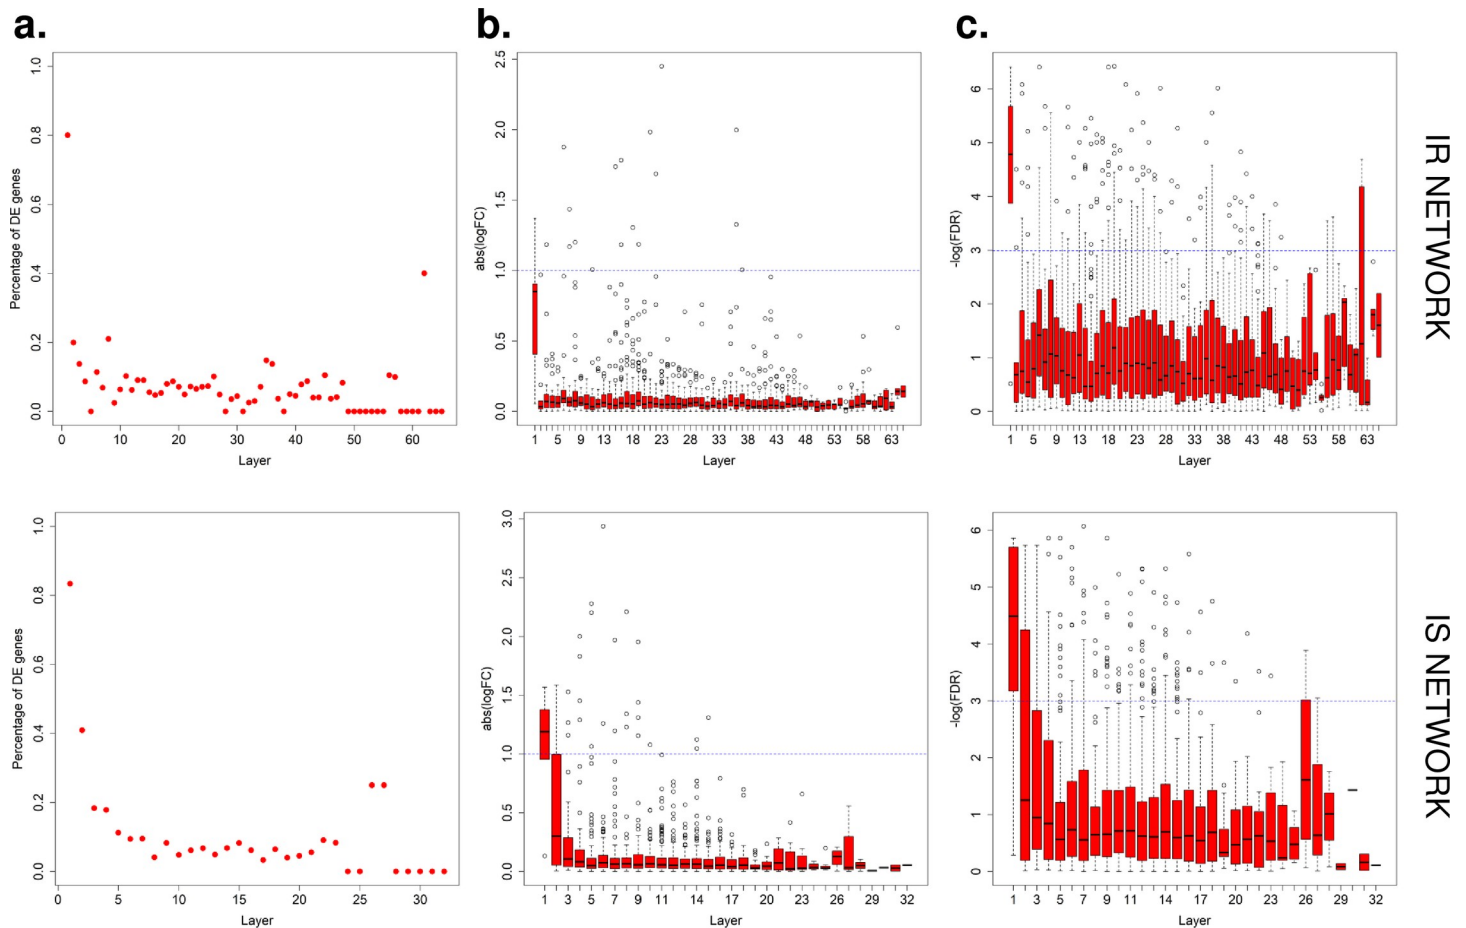 a.
b.
c.
Percentage of DE genes
0.0 0.2 0.4 0.6 0.8 1.0
0 10 20 30 40 50 60
Layer
abs(logFC)
0.0 0.5 1.0 1.5 2.0 2.5
1 5 9 13 18 23 28 33 38 43 48 53 58 63
Layer
-log(FDR)
0 1 2 3 4 5 6
1 5 9 13 18 23 28 33 38 43 48 53 58 63
Layer
IR NETWORK
Percentage of DE genes
0.0 0.2 0.4 0.6 0.8 1.0
0 5 10 15 20 25 30
Layer
abs(logFC)
0.0 0.5 1.0 1.5 2.0 2.5 3.0
1 3 5 7 9 11 14 17 20 23 26 29 32
Layer
-log(FDR)
0 1 2 3 4 5 6
1 3 5 7 9 11 14 17 20 23 26 29 32
Layer
IS NETWORK